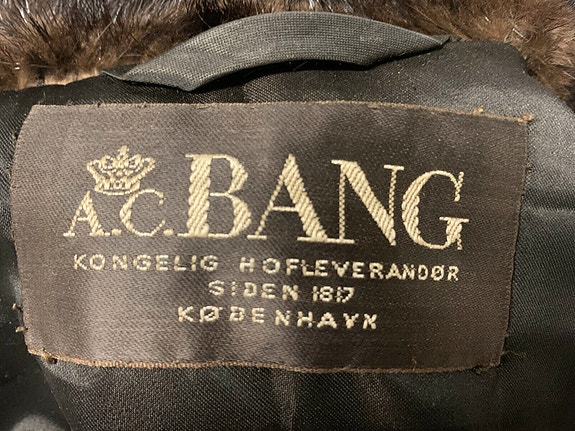 A.C.BANG
KONGELIG HOFLEVERANDØR
SIDEN 1817
KØBENHAVN